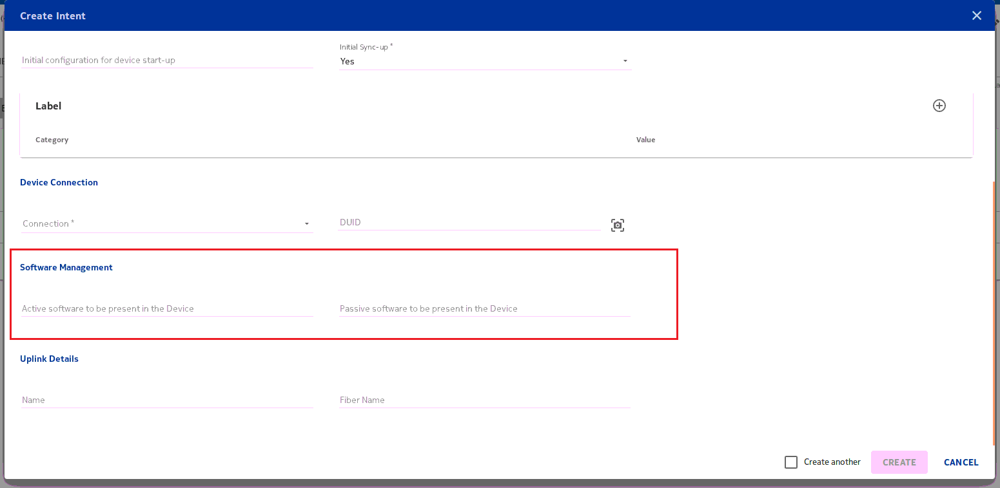 Create Intent
Initial configuration for device start-up
Initial Sync-up *
Yes
Label
Category Value
Device Connection
Connection * DUID
Software Management
Active software to be present in the Device Passive software to be present in the Device
Uplink Details
Name Fiber Name
Create another CREATE CANCEL